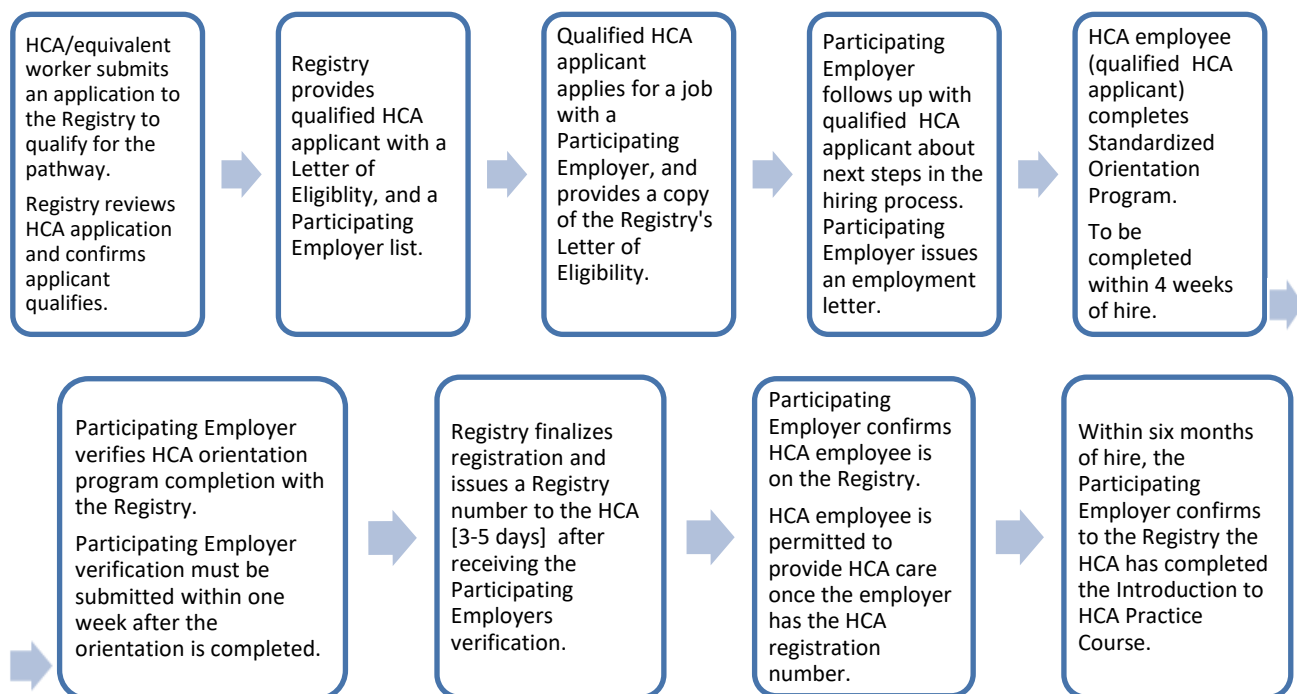 HCA/equivalent
worker submits
an application to
the Registry to
qualify for the
pathway.
Registry reviews
HCA application
and confirms
applicant
qualifies.
Registry
provides
qualified HCA
applicant with a
Letter of
Eligiblity, and a
Participating
Employer list.
Qualified HCA
applicant
applies for a job
with a
Participating
Employer, and
provides a copy
of the Registry's
Letter of
Eligibility.
Participating
Employer
follows up with
qualified HCA
applicant about
next steps in the
hiring process.
Participating
Employer issues
an employment
letter.
HCA employee
(qualified HCA
applicant)
completes
Standardized
Orientation
Program.
To be
completed
within 4 weeks
of hire.
Participating Employer
verifies HCA orientation
program completion with
the Registry.
Participating Employer
verification must be
submitted within one
week after the
orientation is completed.
Registry finalizes
registration and
issues a Registry
number to the HCA
[3-5 days] after
receiving the
Participating
Employers
verification.
Participating
Employer confirms
HCA employee is
on the Registry.
HCA employee is
permitted to
provide HCA care
once the employer
has the HCA
registration
number.
Within six months
of hire, the
Participating
Employer confirms
to the Registry the
HCA has completed
the Introduction to
HCA Practice
Course.